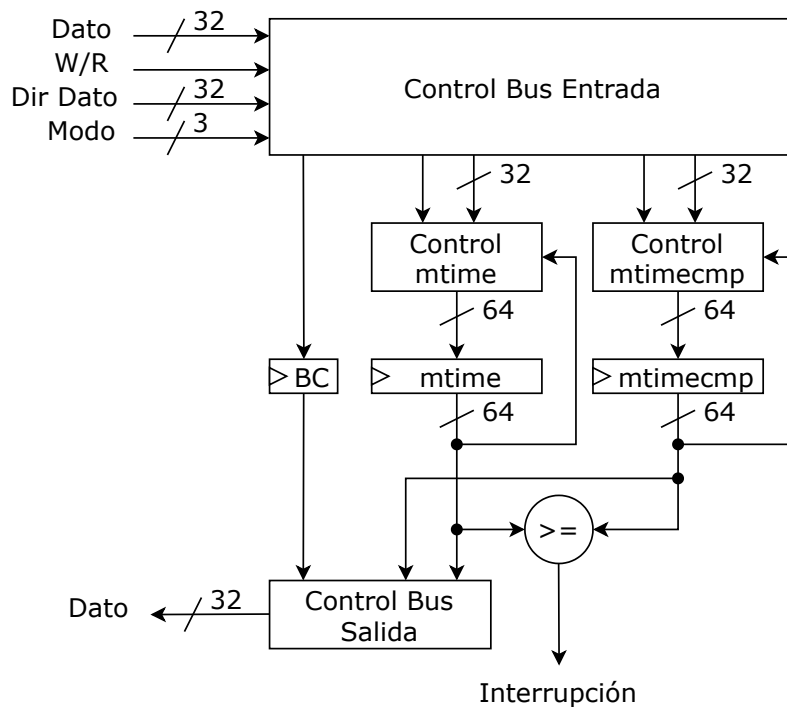 Dato
32
W/R
Dir Dato
32
Modo
3
Control Bus Entrada
32
32
Control
mtime
Control
mtimecmp
64
64
BC
mtime
mtimecmp
64
64
>=
Dato
32
Control Bus
Salida
Interrupción